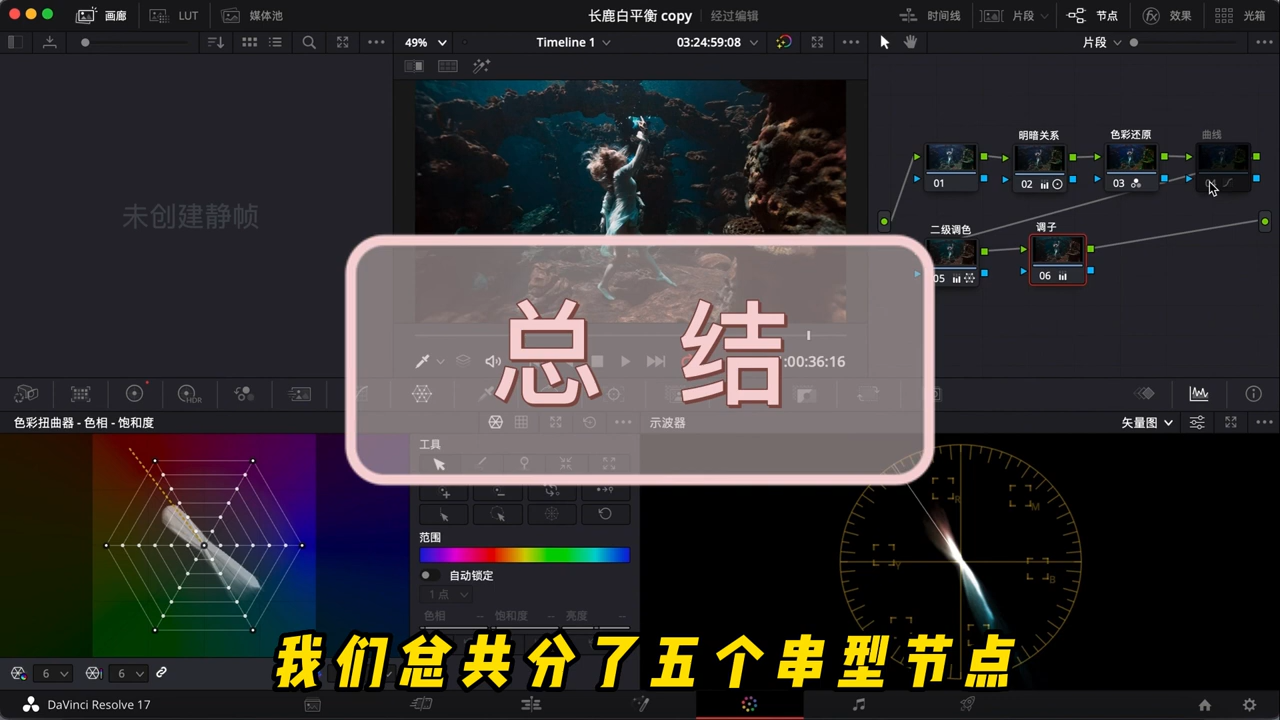 画廊
LUT
媒体池
长鹿白平衡 copy
经过编辑
时间线
片段
节点
效果
光箱
49%
Timeline 1
03:24:59:08
片段
未创建静帧
明暗关系
色彩还原
曲线
01
02
03
二级调色
调子
05
06
总 结
:00:36:16
HDR
色彩扭曲器 - 色相 - 饱和度
示波器
矢量图
工具
范围
自动锁定
1 点
色相 -- 饱和度 -- 亮度 --
R
M
Y
B
我们总共分了五个串型节点
6
6
DaVinci Resolve 17